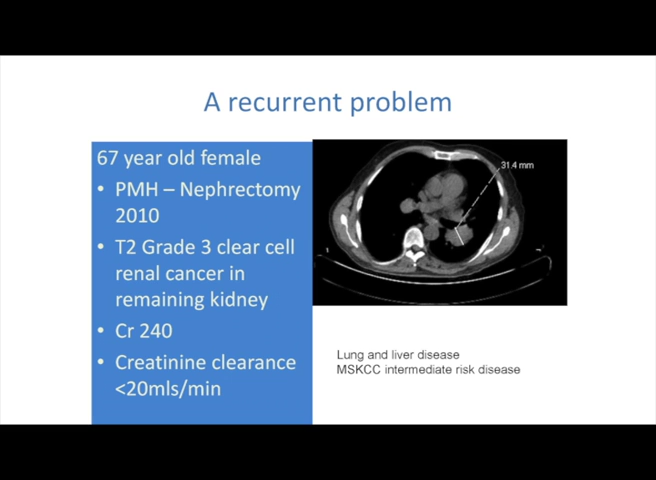 A recurrent problem
67 year old female
• PMH – Nephrectomy
2010
• T2 Grade 3 clear cell
renal cancer in
remaining kidney
• Cr 240
• Creatinine clearance
<20mls/min
31.4 mm
Lung and liver disease
MSKCC intermediate risk disease